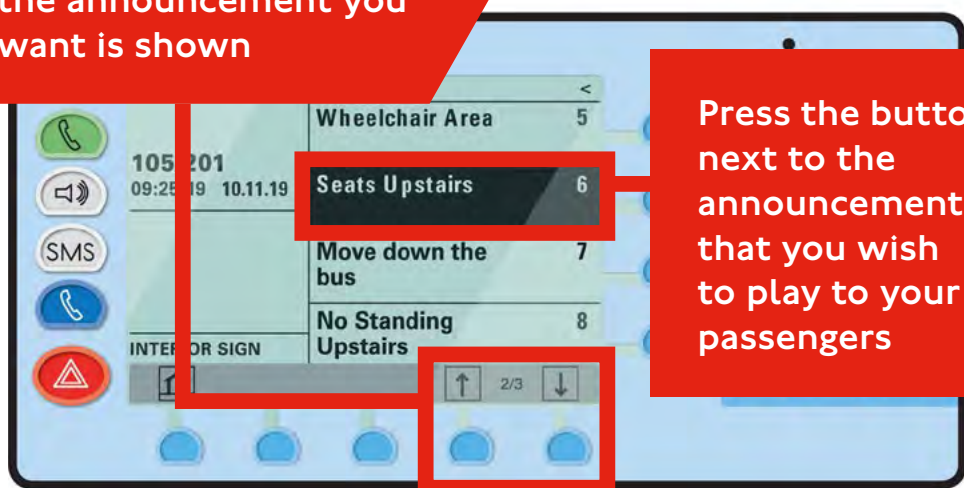 the announcement you
want is shown
<
Wheelchair Area 5
105 201
09:25 19 10.11.19
Seats Upstairs 6
SMS
Move down the
bus 7
No Standing
Upstairs 8
INTERIOR SIGN
↑ 2/3 ↓
Press the butto
next to the
announcement
that you wish
to play to your
passengers